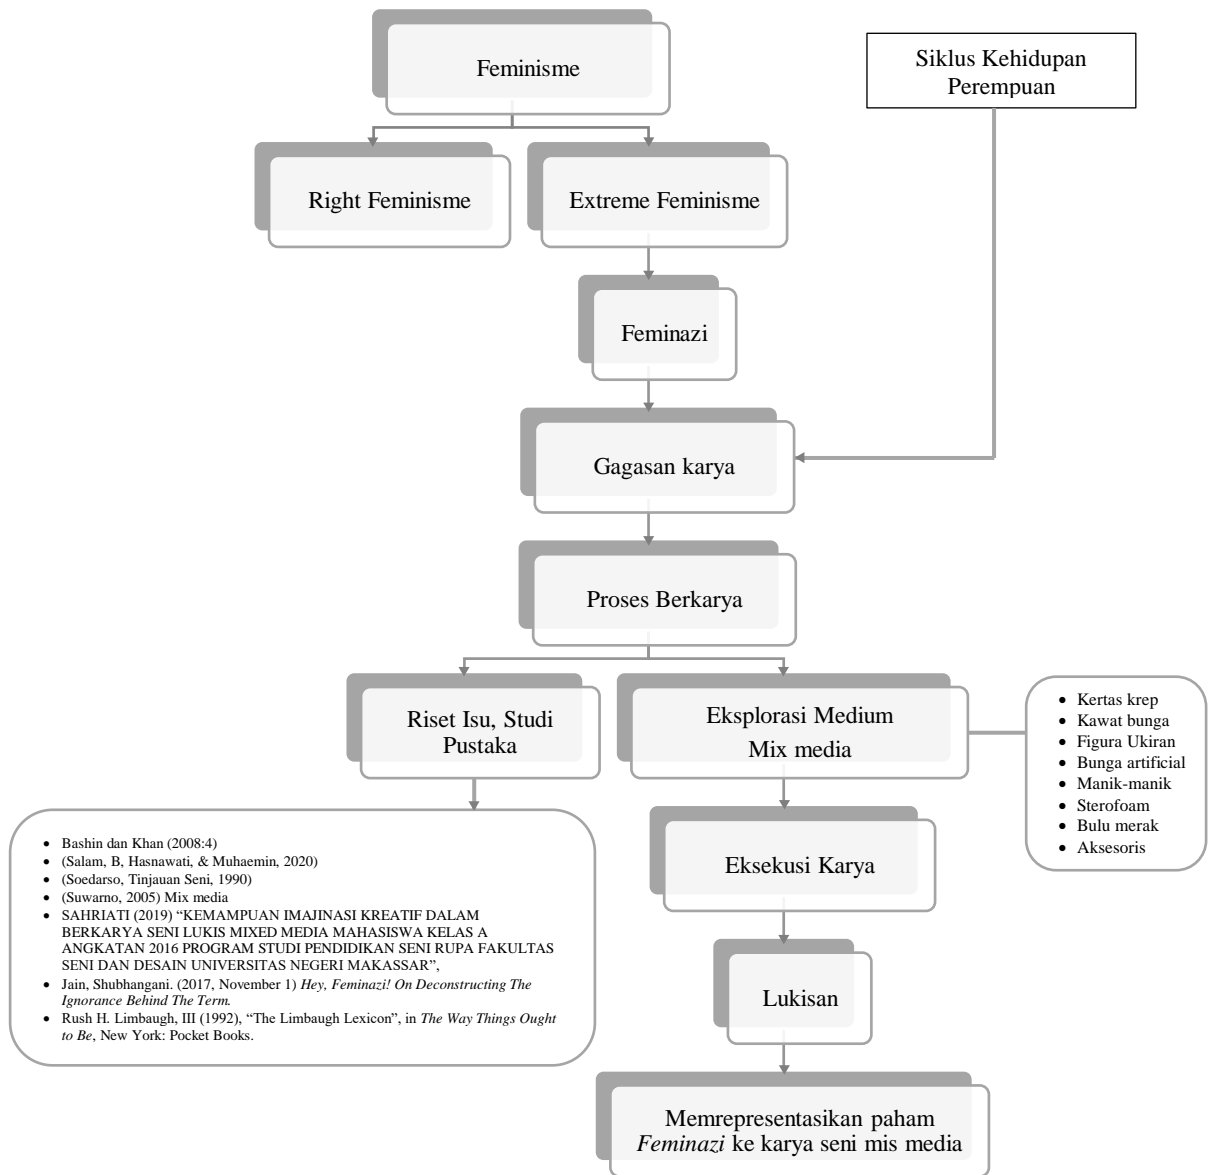 Feminisme
Siklus Kehidupan
Perempuan
Right Feminisme
Extreme Feminisme
Feminazi
Gagasan karya
Proses Berkarya
Riset Isu, Studi
Pustaka
Eksplorasi Medium
Mix media
• Kertas krep
• Kawat bunga
• Figura Ukiran
• Bunga artificial
• Manik-manik
• Sterofoam
• Bulu merak
• Aksesoris
• Bashin dan Khan (2008:4)
• (Salam, B, Hasnawati, & Muhaemin, 2020)
• (Soedarso, Tinjauan Seni, 1990)
• (Suwarno, 2005) Mix media
• SAHRIATI (2019) “KEMAMPUAN IMAJINASI KREATIF DALAM
BERKARYA SENI LUKIS MIXED MEDIA MAHASISWA KELAS A
ANGKATAN 2016 PROGRAM STUDI PENDIDIKAN SENI RUPA FAKULTAS
SENI DAN DESAIN UNIVERSITAS NEGERI MAKASSAR”,
• Jain, Shubhangani. (2017, November 1) Hey, Feminazi! On Deconstructing The
Ignorance Behind The Term.
• Rush H. Limbaugh, III (1992), “The Limbaugh Lexicon”, in The Way Things Ought
to Be, New York: Pocket Books.
Eksekusi Karya
Lukisan
Memrepresentasikan paham
Feminazi ke karya seni mis media